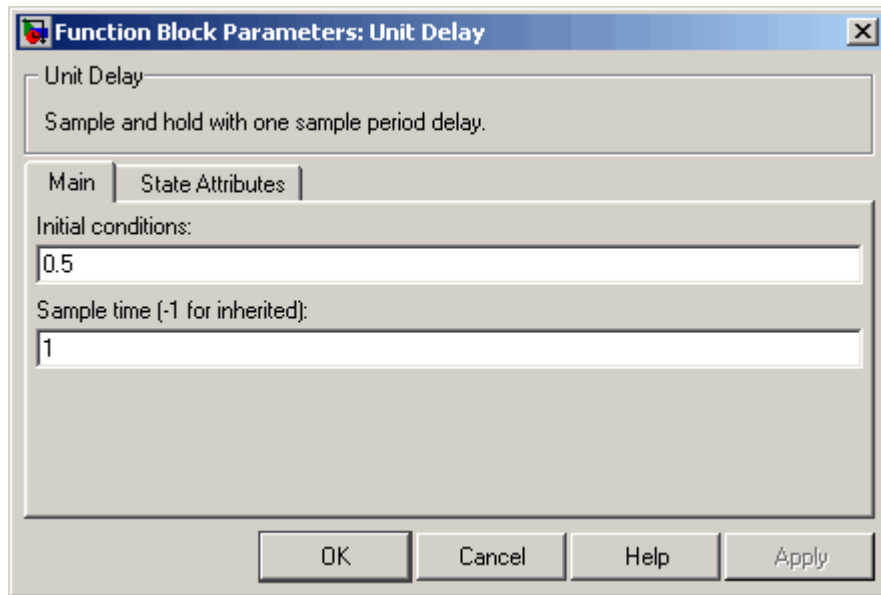 Function Block Parameters: Unit Delay
Unit Delay
Sample and hold with one sample period delay.
Main State Attributes
Initial conditions:
0.5
Sample time (-1 for inherited):
1
OK Cancel Help Apply